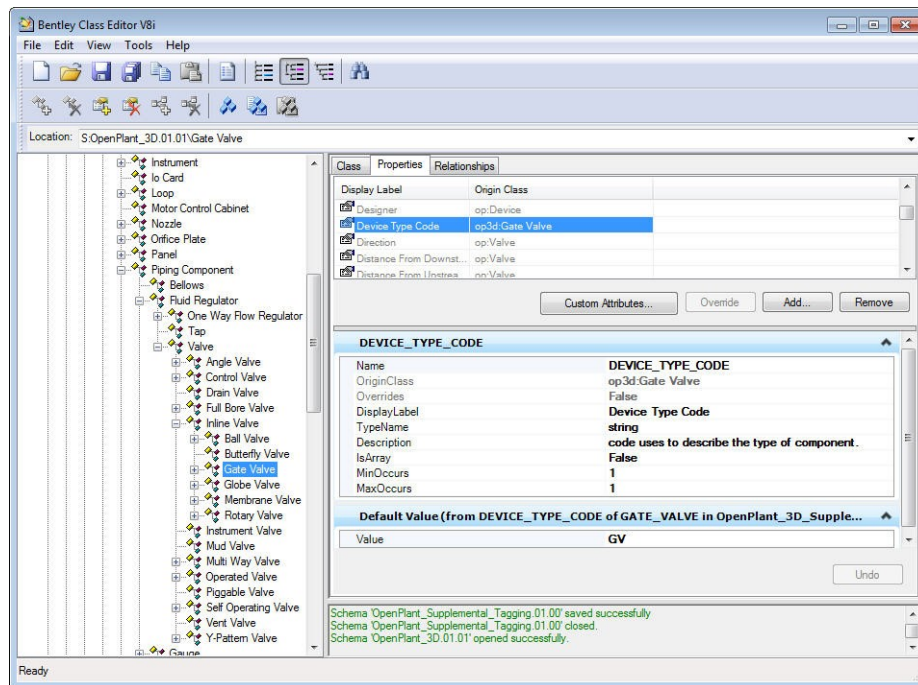 Bentley Class Editor V8i
File Edit View Tools Help
Location: S:OpenPlant_3D.01.01\Gate Valve
Instrument
Io Card
Loop
Motor Control Cabinet
Nozzle
Orifice Plate
Panel
Piping Component
Bellows
Fluid Regulator
One Way Flow Regulator
Tap
Valve
Angle Valve
Control Valve
Drain Valve
Full Bore Valve
Inline Valve
Ball Valve
Butterfly Valve
Gate Valve
Globe Valve
Membrane Valve
Rotary Valve
Instrument Valve
Mud Valve
Multi Way Valve
Operated Valve
Piggable Valve
Self Operating Valve
Vent Valve
Y-Pattern Valve
Gauge
Class Properties Relationships
Display Label Origin Class
Designer op:Device
Device Type Code op3d:Gate Valve
Direction op:Valve
Distance From Downst... op:Valve
Distance From Upstrea... op:Valve
Custom Attributes... Override Add... Remove
DEVICE_TYPE_CODE
Name DEVICE_TYPE_CODE
OriginClass op3d:Gate Valve
Overrides False
DisplayLabel Device Type Code
TypeName string
Description code uses to describe the type of component.
IsArray False
MinOccurs 1
MaxOccurs 1
Default Value (from DEVICE_TYPE_CODE of GATE_VALVE in OpenPlant_3D_Supple...
Value GV
Undo
Schema 'OpenPlant_Supplemental_Tagging.01.00' saved successfully
Schema 'OpenPlant_Supplemental_Tagging.01.00' closed.
Schema 'OpenPlant_3D.01.01' opened successfully.
Ready